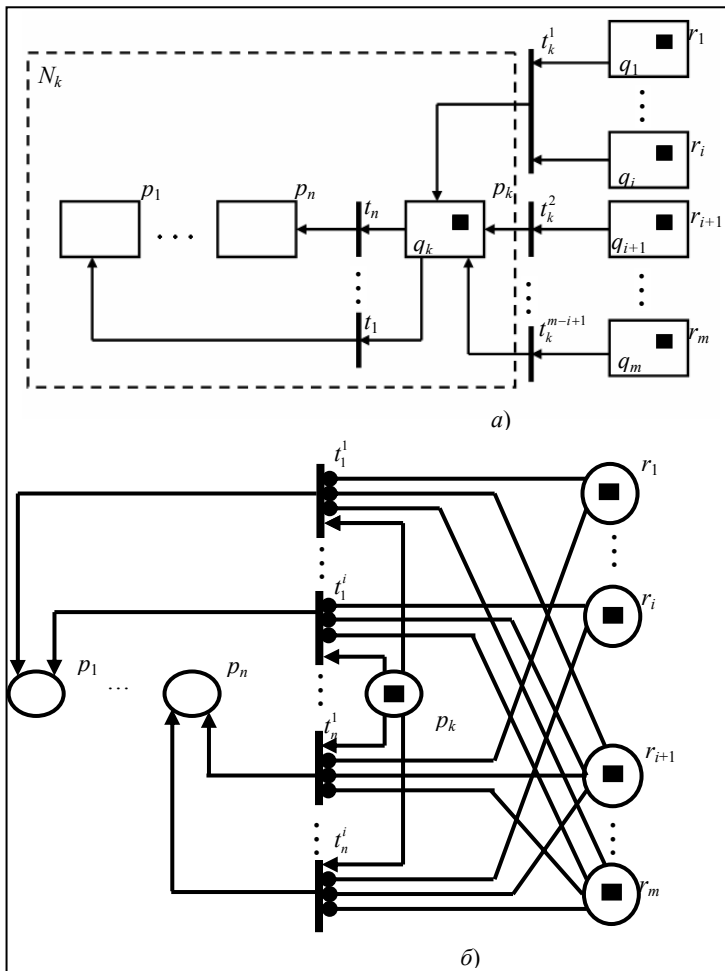 N_k
t_k^1
r_1
q_1
r_i
q_i
p_1 ... p_n
t_n
p_k
q_k
t_k^2
r_{i+1}
q_{i+1}
t_1
t_k^{m-i+1}
r_m
q_m
а)
t_1^1
r_1
t_1^i
r_i
p_1 ... p_n
t_n^1
p_k
r_{i+1}
t_n^i
r_m
б)